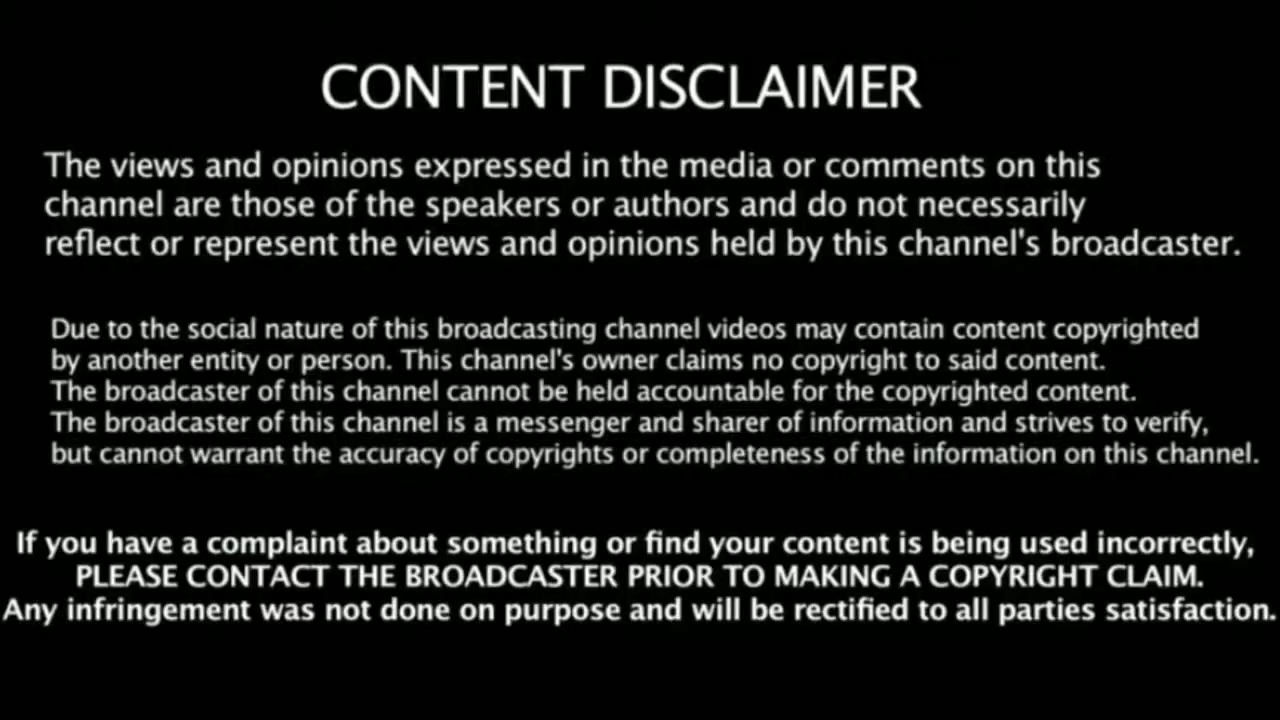 CONTENT DISCLAIMER
The views and opinions expressed in the media or comments on this
channel are those of the speakers or authors and do not necessarily
reflect or represent the views and opinions held by this channel's broadcaster.
Due to the social nature of this broadcasting channel videos may contain content copyrighted
by another entity or person. This channel's owner claims no copyright to said content.
The broadcaster of this channel cannot be held accountable for the copyrighted content.
The broadcaster of this channel is a messenger and sharer of information and strives to verify,
but cannot warrant the accuracy of copyrights or completeness of the information on this channel.
If you have a complaint about something or find your content is being used incorrectly,
PLEASE CONTACT THE BROADCASTER PRIOR TO MAKING A COPYRIGHT CLAIM.
Any infringement was not done on purpose and will be rectified to all parties satisfaction.